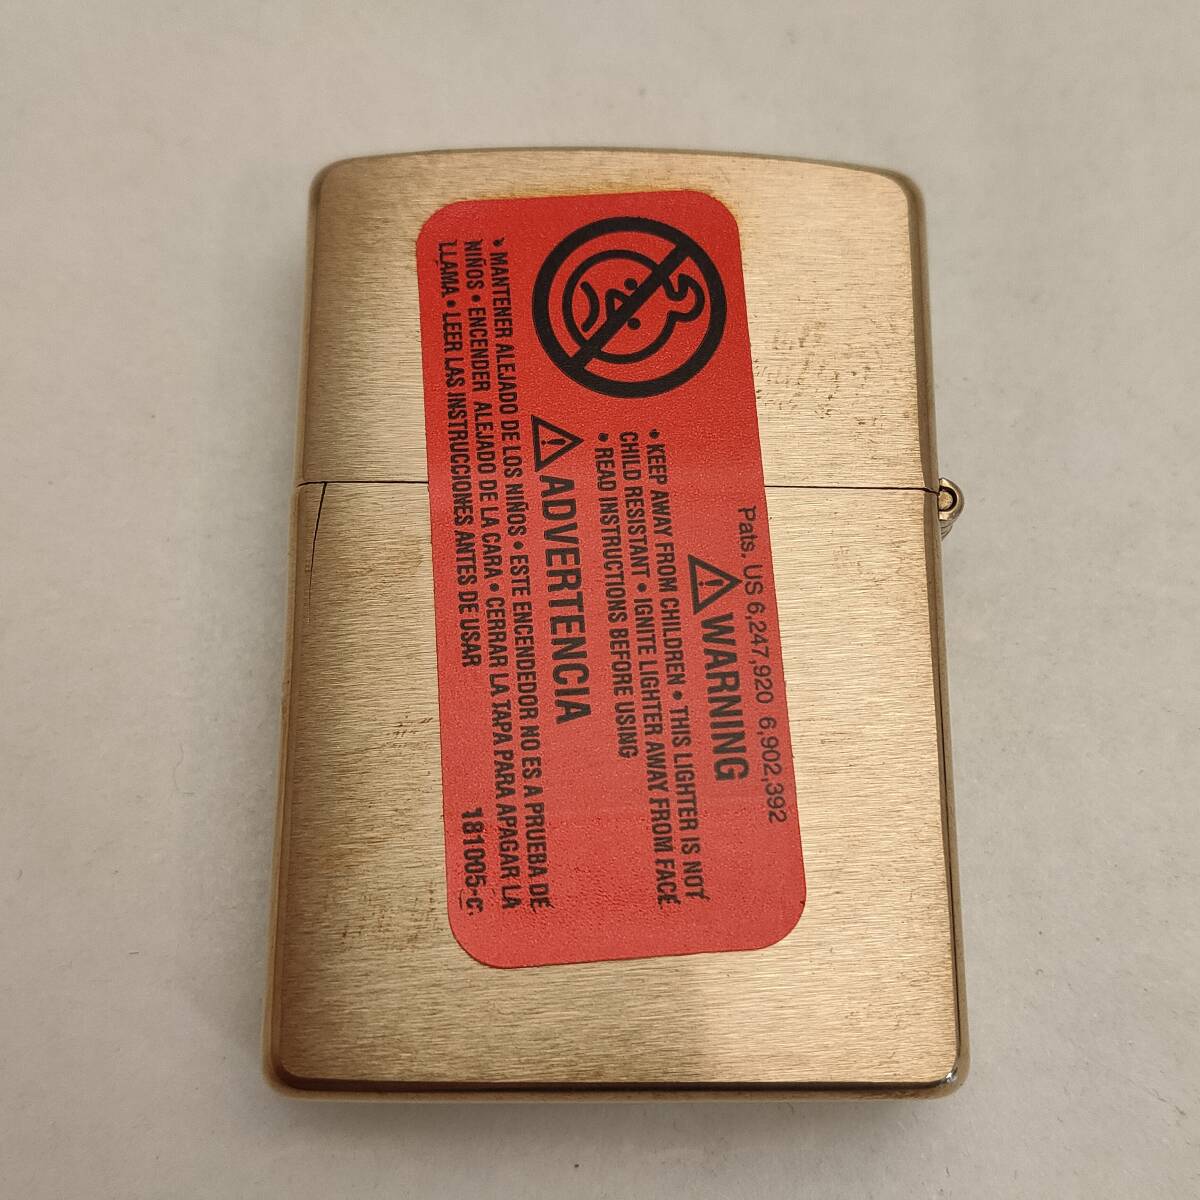 Pats. US 6,247,920 6,902,392
WARNING
• KEEP AWAY FROM CHILDREN • THIS LIGHTER IS NOT
CHILD RESISTANT • IGNITE LIGHTER AWAY FROM FACE
• READ INSTRUCTIONS BEFORE USING
ADVERTENCIA
• MANTENER ALEJADO DE LOS NIÑOS • ESTE ENCENDEDOR NO ES A PRUEBA DE
NIÑOS • ENCENDER ALEJADO DE LA CARA • CERRAR LA TAPA PARA APAGAR LA
LLAMA • LEER LAS INSTRUCCIONES ANTES DE USAR
181005-C